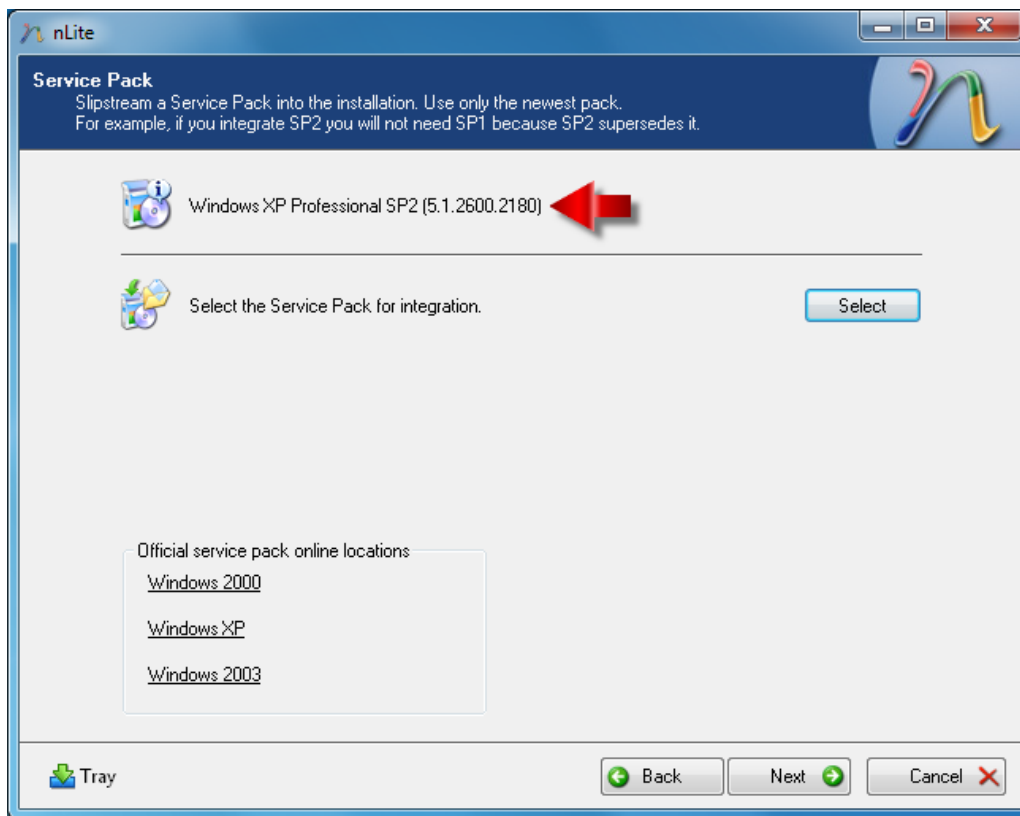 nLite
Service Pack
Slipstream a Service Pack into the installation. Use only the newest pack.
For example, if you integrate SP2 you will not need SP1 because SP2 supersedes it.
Windows XP Professional SP2 (5.1.2600.2180)
Select the Service Pack for integration.
Select
Official service pack online locations
Windows 2000
Windows XP
Windows 2003
Tray
Back
Next
Cancel